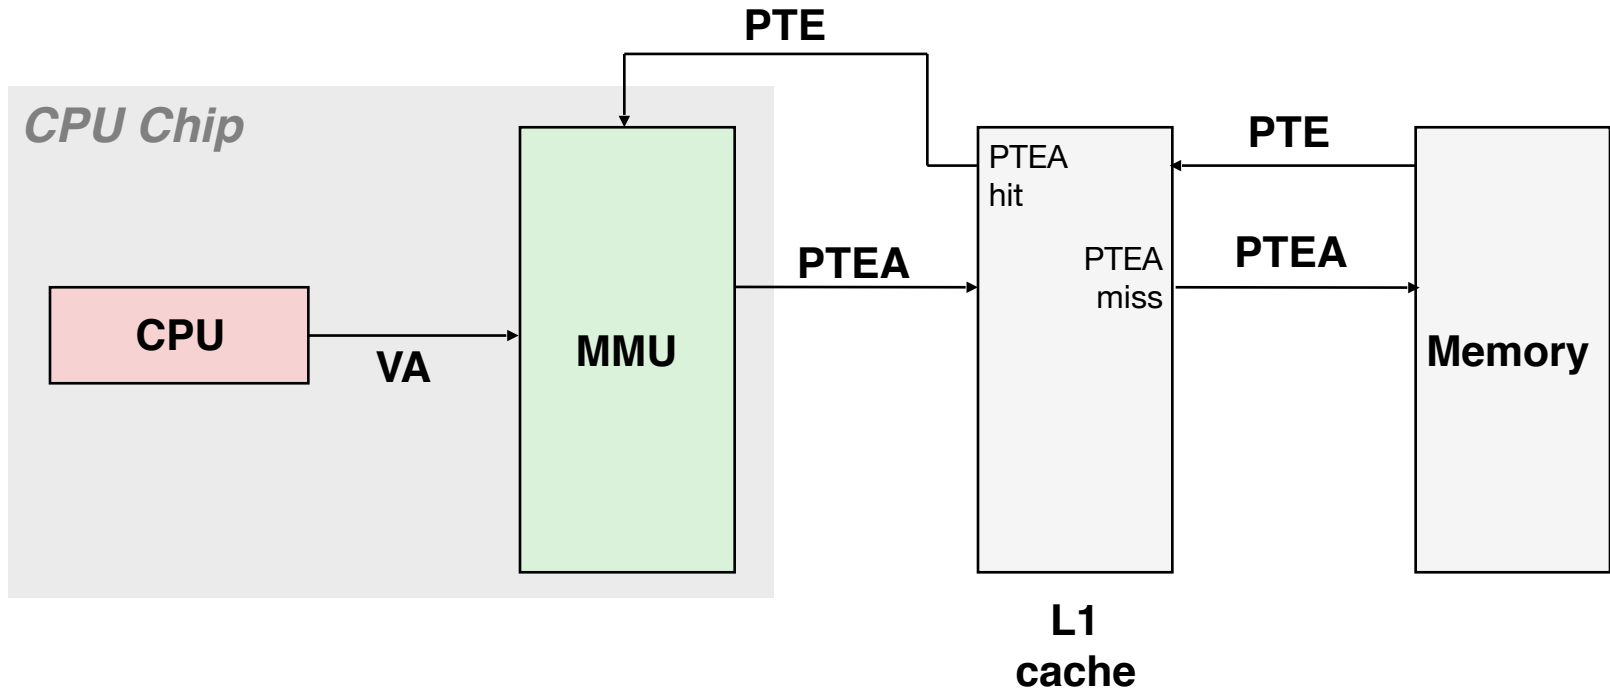 PTE
CPU Chip
PTEA
hit
PTE
PTEA
PTEA
miss
PTEA
CPU
VA
MMU
Memory
L1
cache